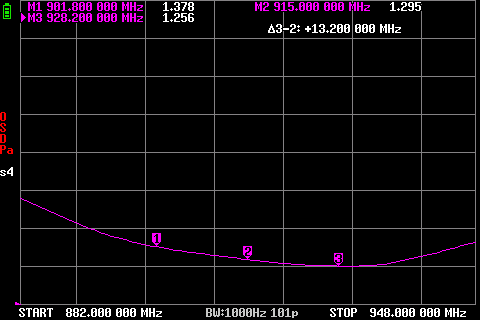 M1 901.800 000 MHz 1.378 M2 915.000 000 MHz 1.295
M3 928.200 000 MHz 1.256
Δ3-2: +13.200 000 MHz
1
2
3
Q
S
D
Pa
s4
START 882.000 000 MHz BW:1000Hz 101p STOP 948.000 000 MHz